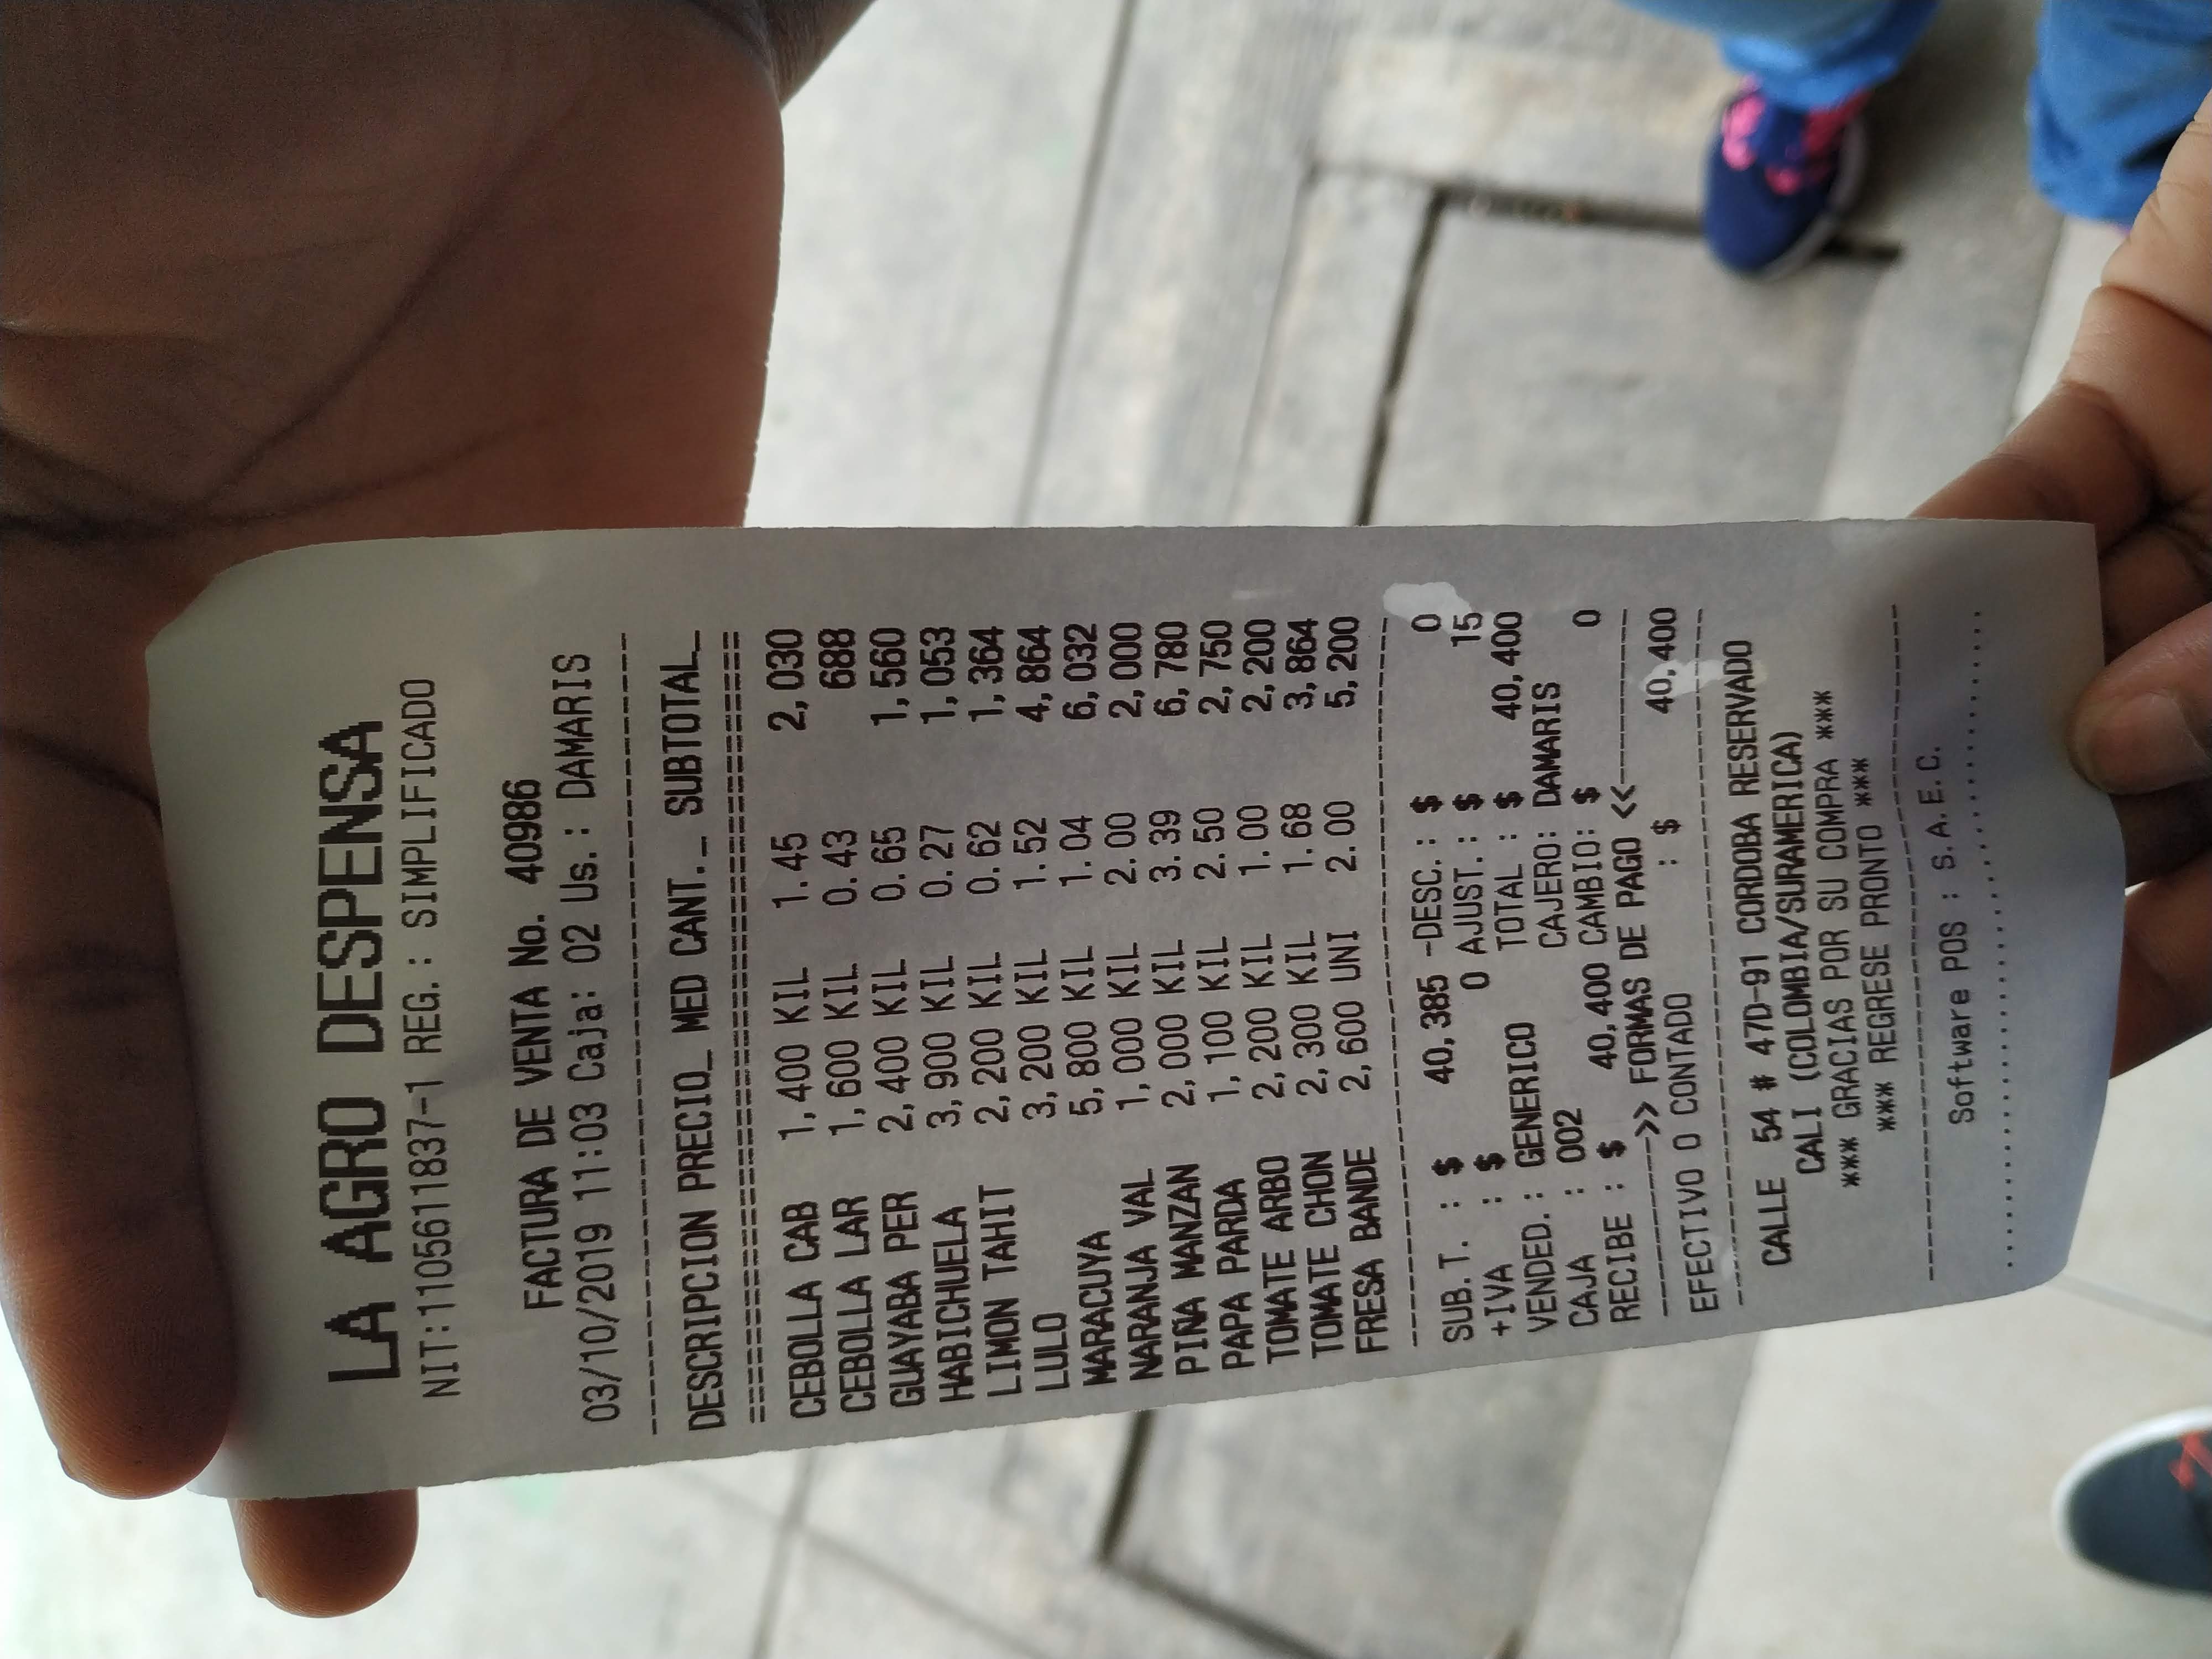 LA AGRO DESPENSA
NIT:1105611837-1 REG.: SIMPLIFICADO
FACTURA DE VENTA No. 40986
03/10/2019 11:03 Caja: 02 Us.: DAMARIS
----------------------------------------
DESCRIPCION PRECIO_ MED CANT._ SUBTOTAL_
========================================
CEBOLLA CAB 1,400 KIL 1.45 2,030
CEBOLLA LAR 1,600 KIL 0.43 688
GUAYABA PER 2,400 KIL 0.65 1,560
HABICHUELA 3,900 KIL 0.27 1,053
LIMON TAHIT 2,200 KIL 0.62 1,364
LULO 3,200 KIL 1.52 4,864
MARACUYA 5,800 KIL 1.04 6,032
NARANJA VAL 1,000 KIL 2.00 2,000
PIÑA MANZAN 2,000 KIL 3.39 6,780
PAPA PARDA 1,100 KIL 2.50 2,750
TOMATE ARBO 2,200 KIL 1.00 2,200
TOMATE CHON 2,300 KIL 1.68 3,864
FRESA BANDE 2,600 UNI 2.00 5,200
----------------------------------------
SUB.T. : $ 40,385 -DESC.: $ 0
+IVA : $ 0 AJUST.: $ 15
VENDED.: GENERICO TOTAL : $ 40,400
CAJA : 002 CAJERO: DAMARIS
RECIBE : $ 40,400 CAMBIO: $ 0
---------->> FORMAS DE PAGO <<----------
EFECTIVO O CONTADO : $ 40,400
----------------------------------------
CALLE 54 # 47D-91 CORDOBA RESERVADO
CALI (COLOMBIA/SURAMERICA)
*** GRACIAS POR SU COMPRA ***
*** REGRESE PRONTO ***
----------------------------------------
Software POS : S.A.E.C.
........................................